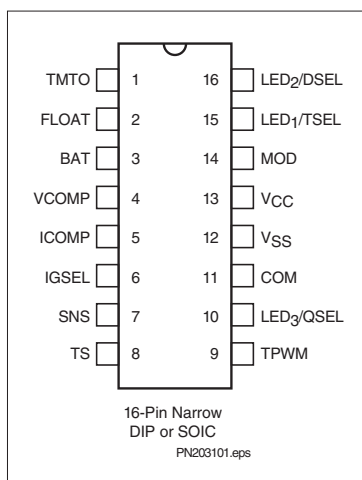 TMTO 1 16 LED2/DSEL
FLOAT 2 15 LED1/TSEL
BAT 3 14 MOD
VCOMP 4 13 VCC
ICOMP 5 12 VSS
IGSEL 6 11 COM
SNS 7 10 LED3/QSEL
TS 8 9 TPWM
16-Pin Narrow
DIP or SOIC
PN203101.eps